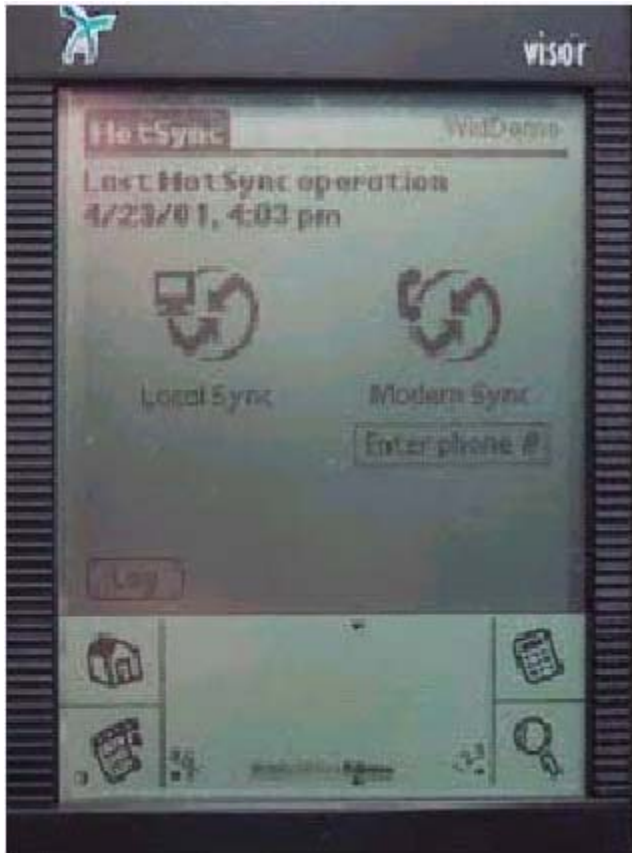 visor
HotSync
Last HotSync operation
4/23/01, 4:03 pm
Local Sync
Modem Sync
Enter phone #
Log